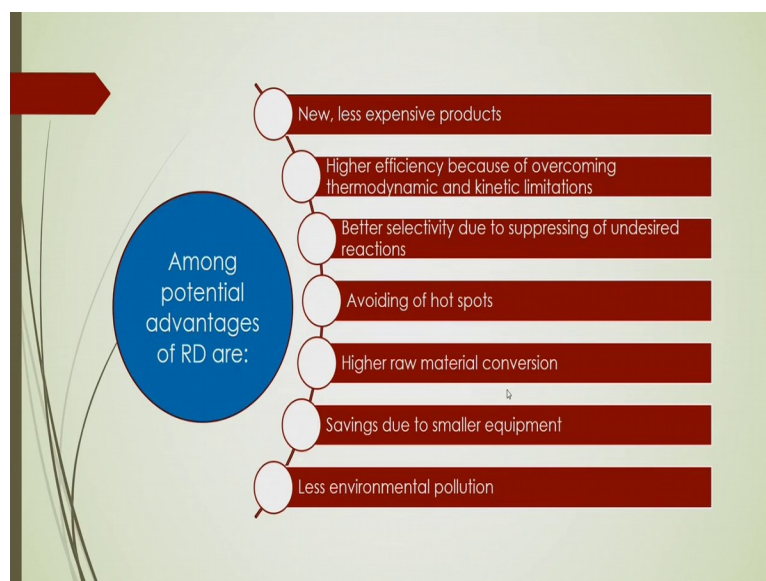 Among
potential
advantages
of RD are:
New, less expensive products
Higher efficiency because of overcoming
thermodynamic and kinetic limitations
Better selectivity due to suppressing of undesired
reactions
Avoiding of hot spots
Higher raw material conversion
Savings due to smaller equipment
Less environmental pollution